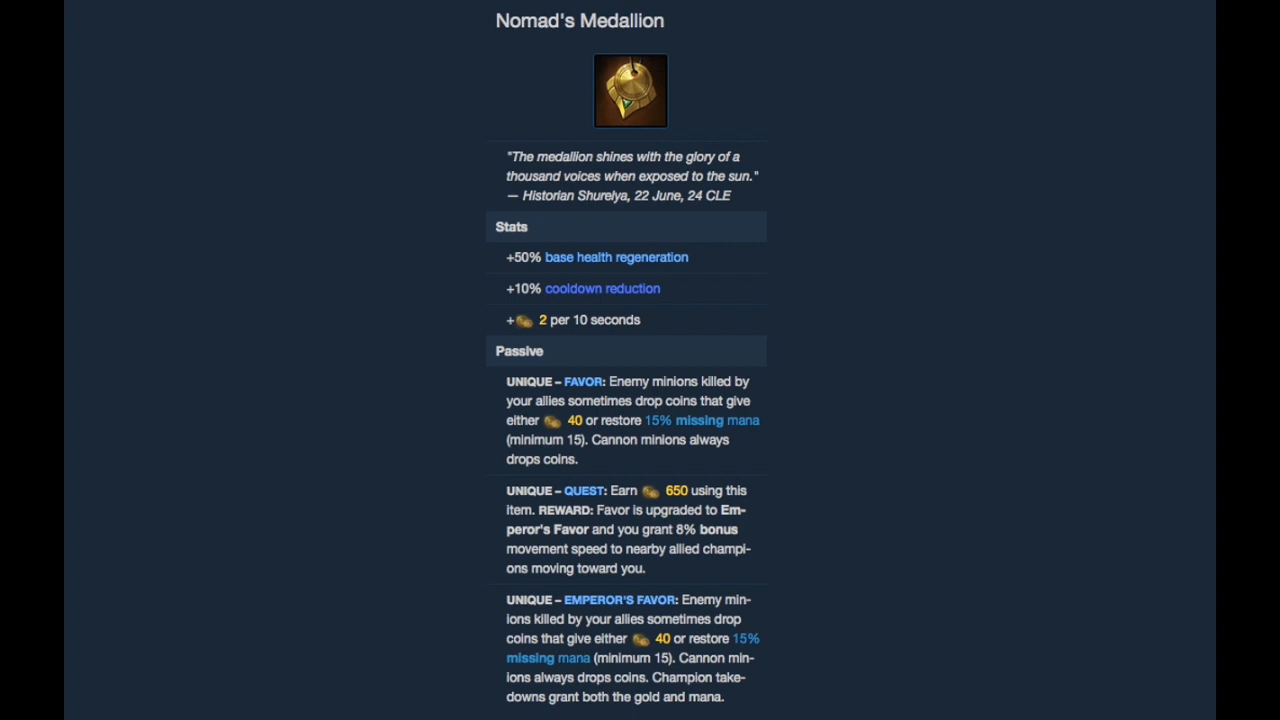 Nomad's Medallion
"The medallion shines with the glory of a
thousand voices when exposed to the sun."
— Historian Shurelya, 22 June, 24 CLE
Stats
+50% base health regeneration
+10% cooldown reduction
+ 2 per 10 seconds
Passive
UNIQUE – FAVOR: Enemy minions killed by
your allies sometimes drop coins that give
either 40 or restore 15% missing mana
(minimum 15). Cannon minions always
drops coins.
UNIQUE – QUEST: Earn 650 using this
item. REWARD: Favor is upgraded to Em-
peror's Favor and you grant 8% bonus
movement speed to nearby allied champi-
ons moving toward you.
UNIQUE – EMPEROR'S FAVOR: Enemy min-
ions killed by your allies sometimes drop
coins that give either 40 or restore 15%
missing mana (minimum 15). Cannon min-
ions always drops coins. Champion take-
downs grant both the gold and mana.